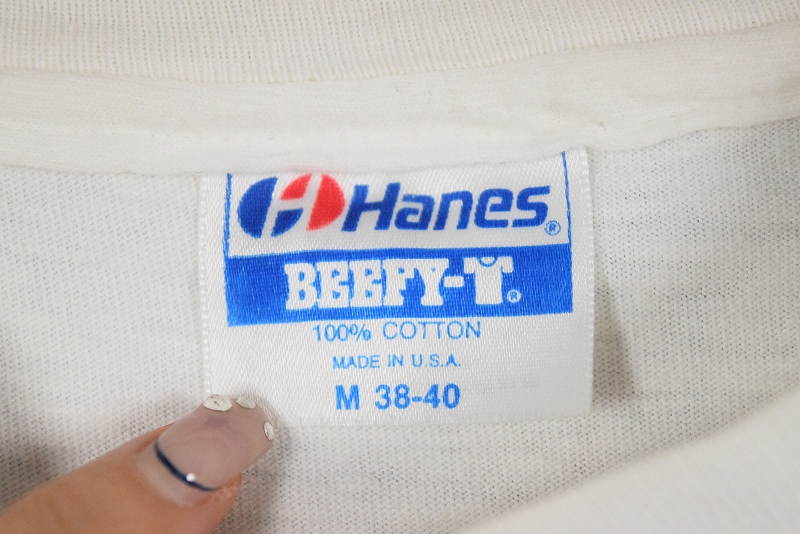 Hanes®
BEEFY-T®
100% COTTON
MADE IN U.S.A.
M 38-40